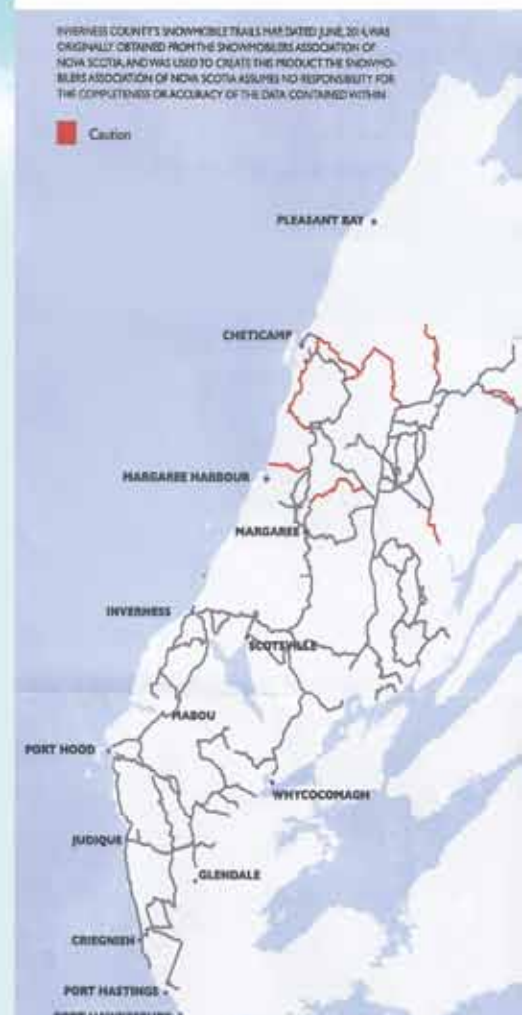 INVERNESS COUNTY'S SNOWMOBILE TRAILS MAP, DATED JUNE, 2014, WAS
ORIGINALLY OBTAINED FROM THE SNOWMOBILERS ASSOCIATION OF
NOVA SCOTIA, AND WAS USED TO CREATE THIS PRODUCT. THE SNOWMO-
BILERS ASSOCIATION OF NOVA SCOTIA ASSUMES NO RESPONSIBILITY FOR
THE COMPLETENESS OR ACCURACY OF THE DATA CONTAINED WITHIN
Caution
PLEASANT BAY
CHETICAMP
MARGAREE HARBOUR
MARGAREE
INVERNESS
SCOTSVILLE
MABOU
PORT HOOD
WHYCOCOMAGH
JUDIQUE
GLENDALE
CRIEGNISH
PORT HASTINGS
PORT HAWKESBURY